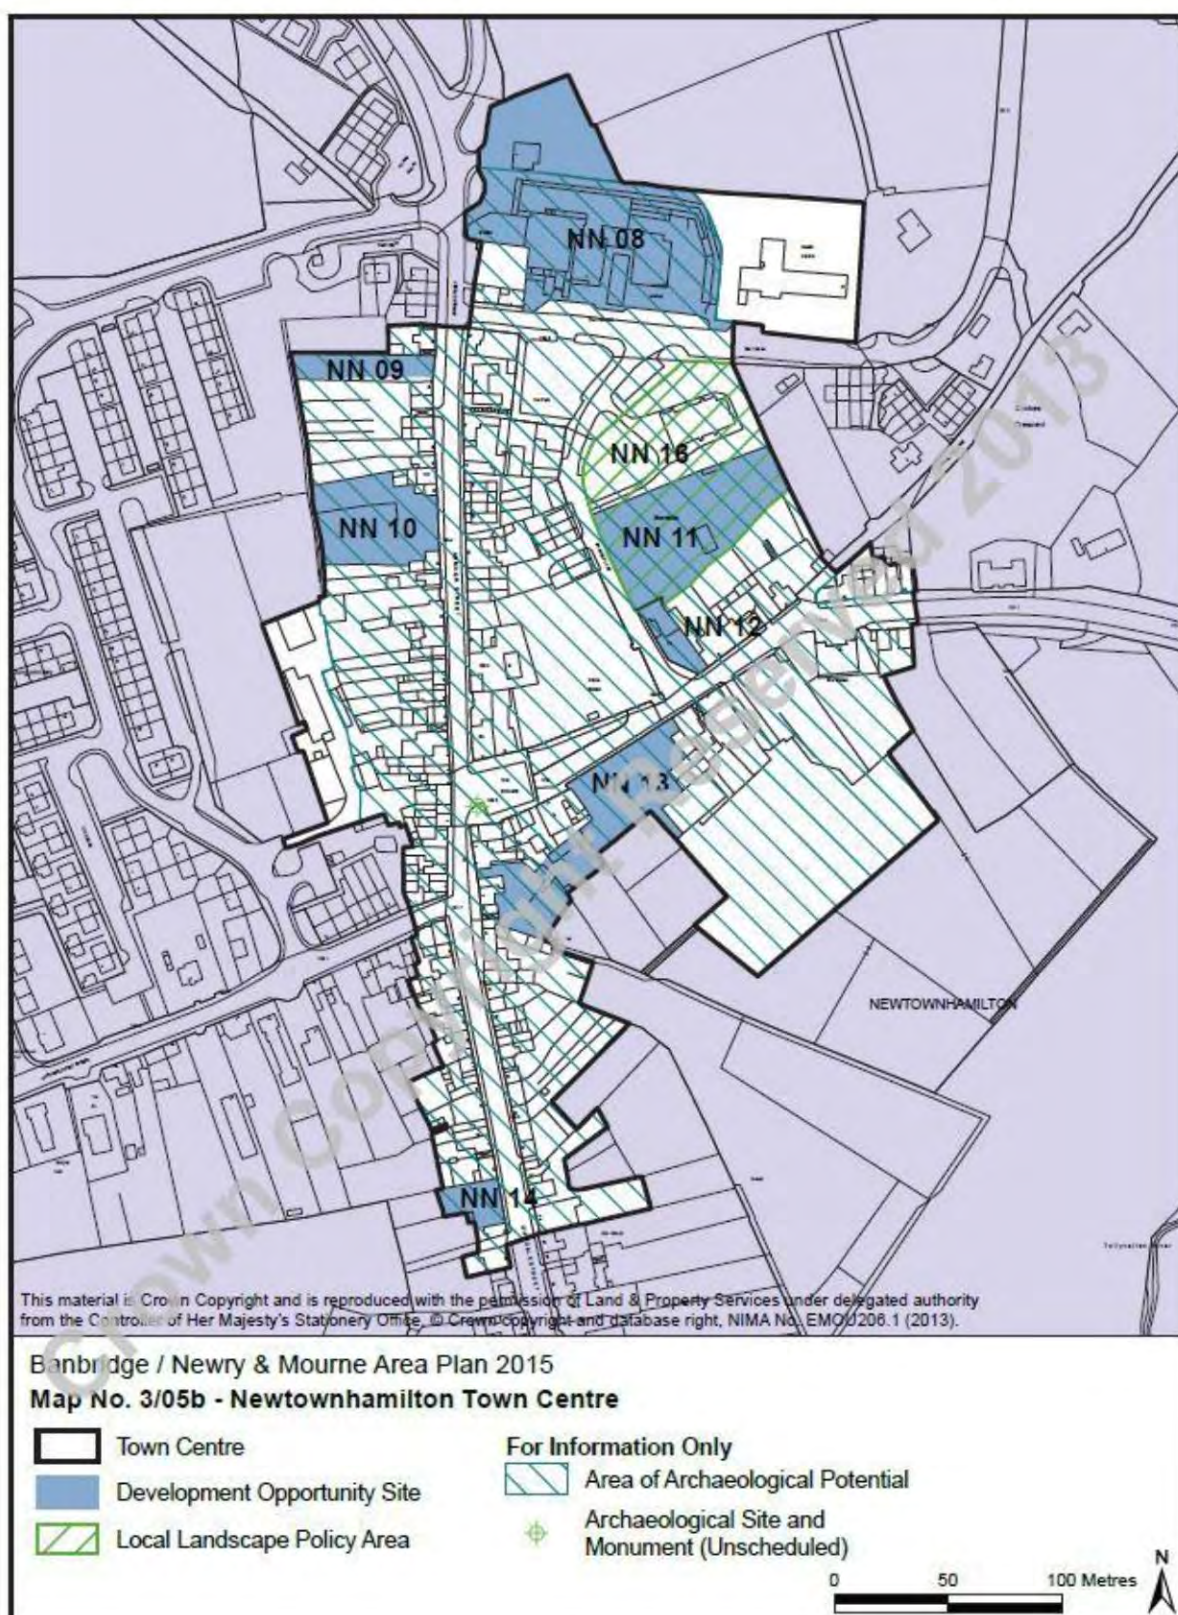 NN 08
NN 09
NN 16
NN 10
NN 11
NN 12
NN 13
NEWTOWNHAMILTON
NN 14
Crown Copyright Reserved 2013
This material is Crown Copyright and is reproduced with the permission of Land & Property Services under delegated authority
from the Controller of Her Majesty's Stationery Office, © Crown copyright and database right, NIMA No. EMOU206.1 (2013).
Banbridge / Newry & Mourne Area Plan 2015
Map No. 3/05b - Newtownhamilton Town Centre
Town Centre
Development Opportunity Site
Local Landscape Policy Area
For Information Only
Area of Archaeological Potential
Archaeological Site and
Monument (Unscheduled)
0 50 100 Metres
N